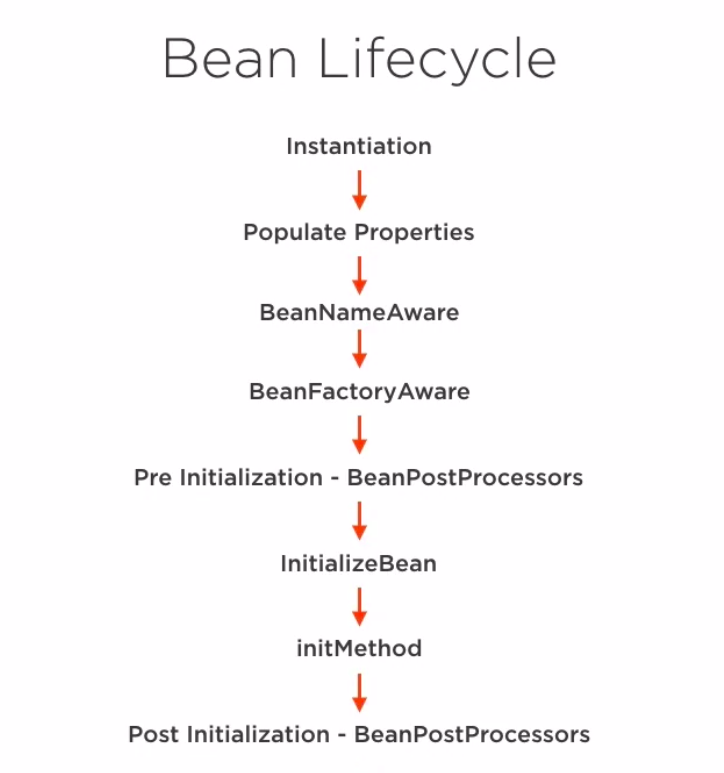 Bean Lifecycle
Instantiation
Populate Properties
BeanNameAware
BeanFactoryAware
Pre Initialization - BeanPostProcessors
InitializeBean
initMethod
Post Initialization - BeanPostProcessors